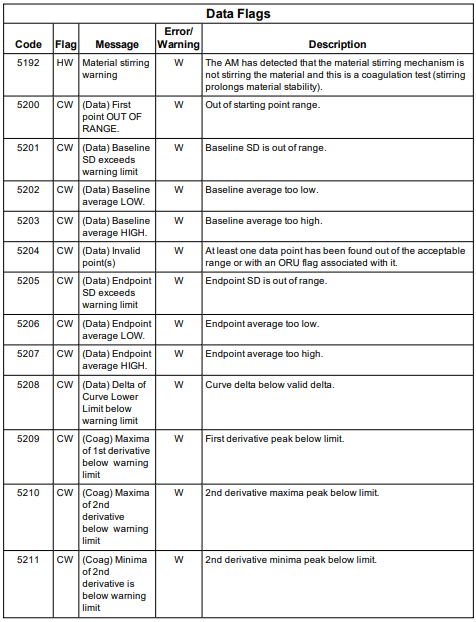 Data Flags
Code Flag Message Error/ Warning Description
5192 HW Material stirring W The AM has detected that the material stirring mechanism is
warning not stirring the material and this is a coagulation test (stirring
prolongs material stability).
5200 CW (Data) First W Out of starting point range.
point OUT OF
RANGE.
5201 CW (Data) Baseline W Baseline SD is out of range.
SD exceeds
warning limit
5202 CW (Data) Baseline W Baseline average too low.
average LOW.
5203 CW (Data) Baseline W Baseline average too high.
average HIGH.
5204 CW (Data) Invalid W At least one data point has been found out of the acceptable
point(s) range or with an ORU flag associated with it.
5205 CW (Data) Endpoint W Endpoint SD is out of range.
SD exceeds
warning limit
5206 CW (Data) Endpoint W Endpoint average too low.
average LOW.
5207 CW (Data) Endpoint W Endpoint average too high.
average HIGH.
5208 CW (Data) Delta of W Curve delta below valid delta.
Curve Lower
Limit below
warning limit
5209 CW (Coag) Maxima W First derivative peak below limit.
of 1st derivative
below warning
limit
5210 CW (Coag) Maxima W 2nd derivative maxima peak below limit.
of 2nd
derivative
below warning
limit
5211 CW (Coag) Minima W 2nd derivative minima peak below limit.
of 2nd
derivative is
below warning
limit